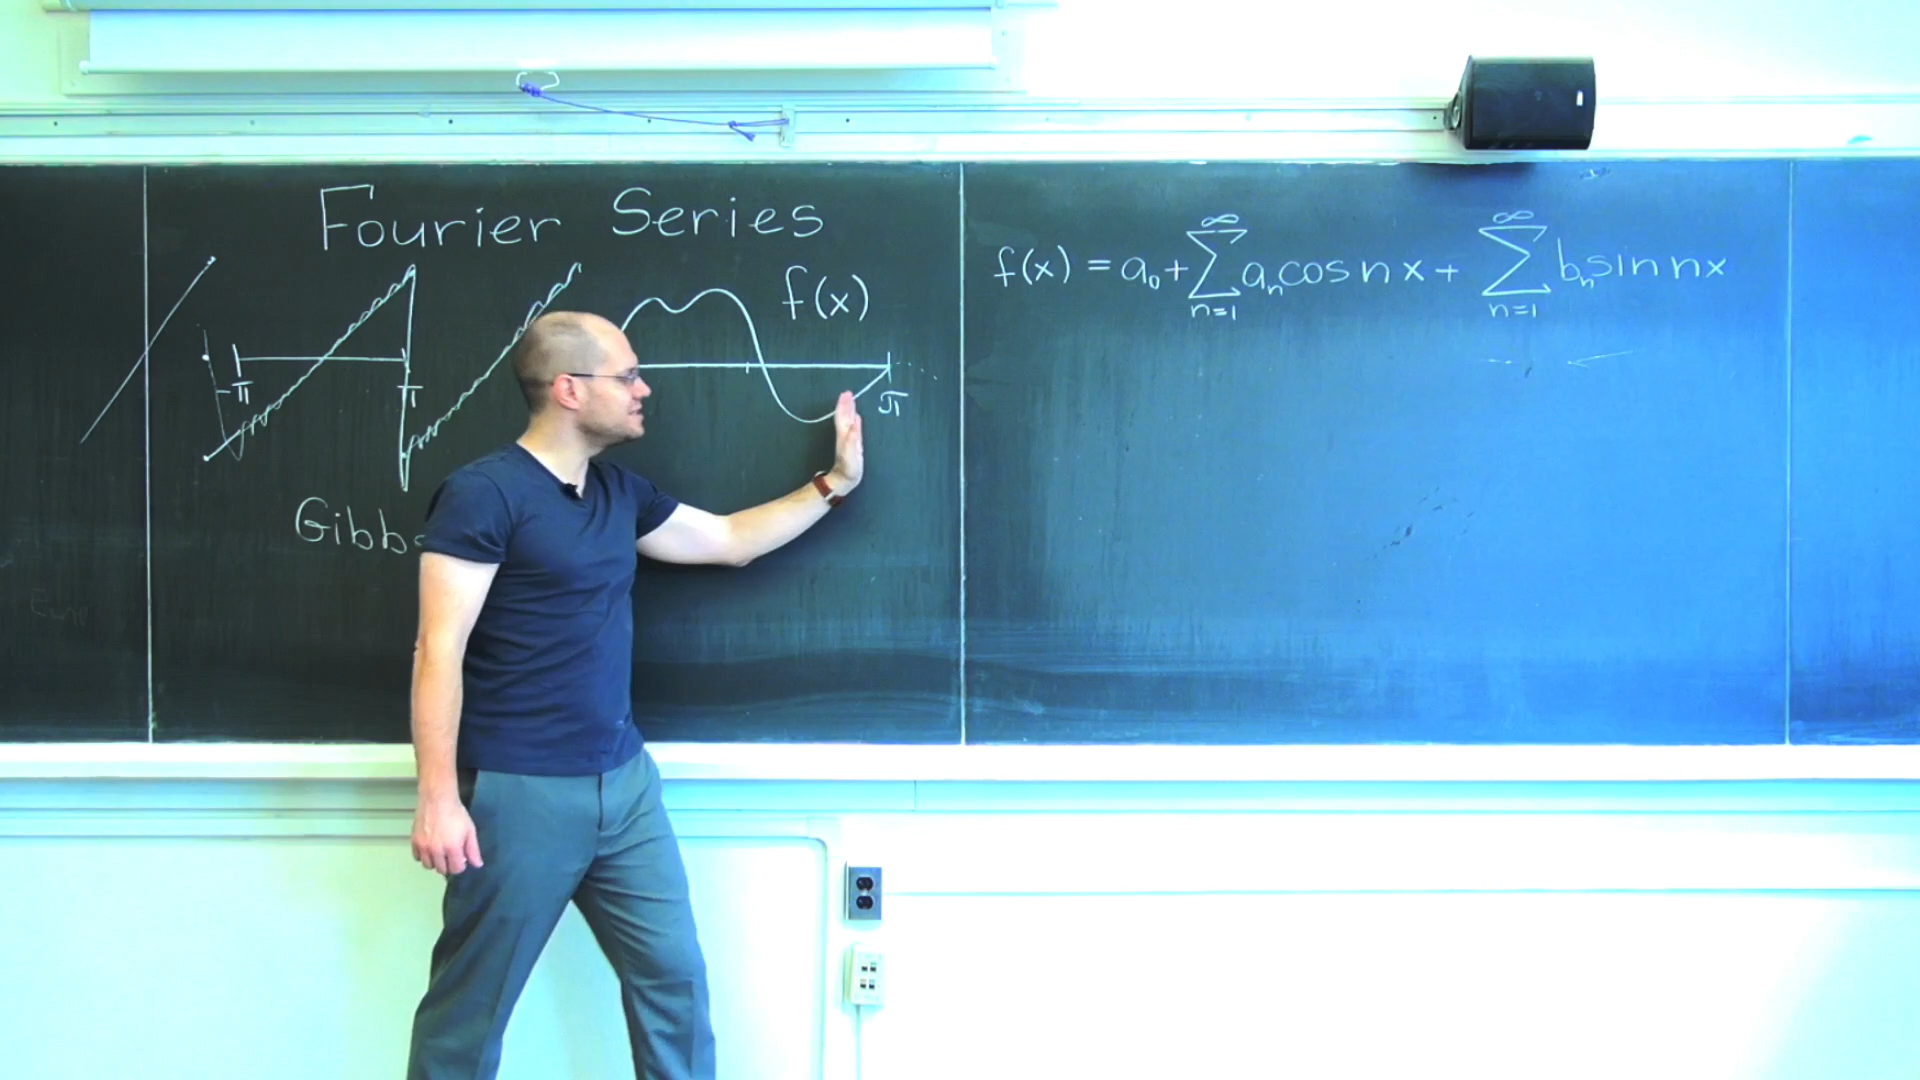 Fourier Series
f(x)
-π
π
π
Gibbs
f(x) = a₀ + ∑_{n=1}^{∞} aₙ cos n x + ∑_{n=1}^{∞} bₙ sin n x